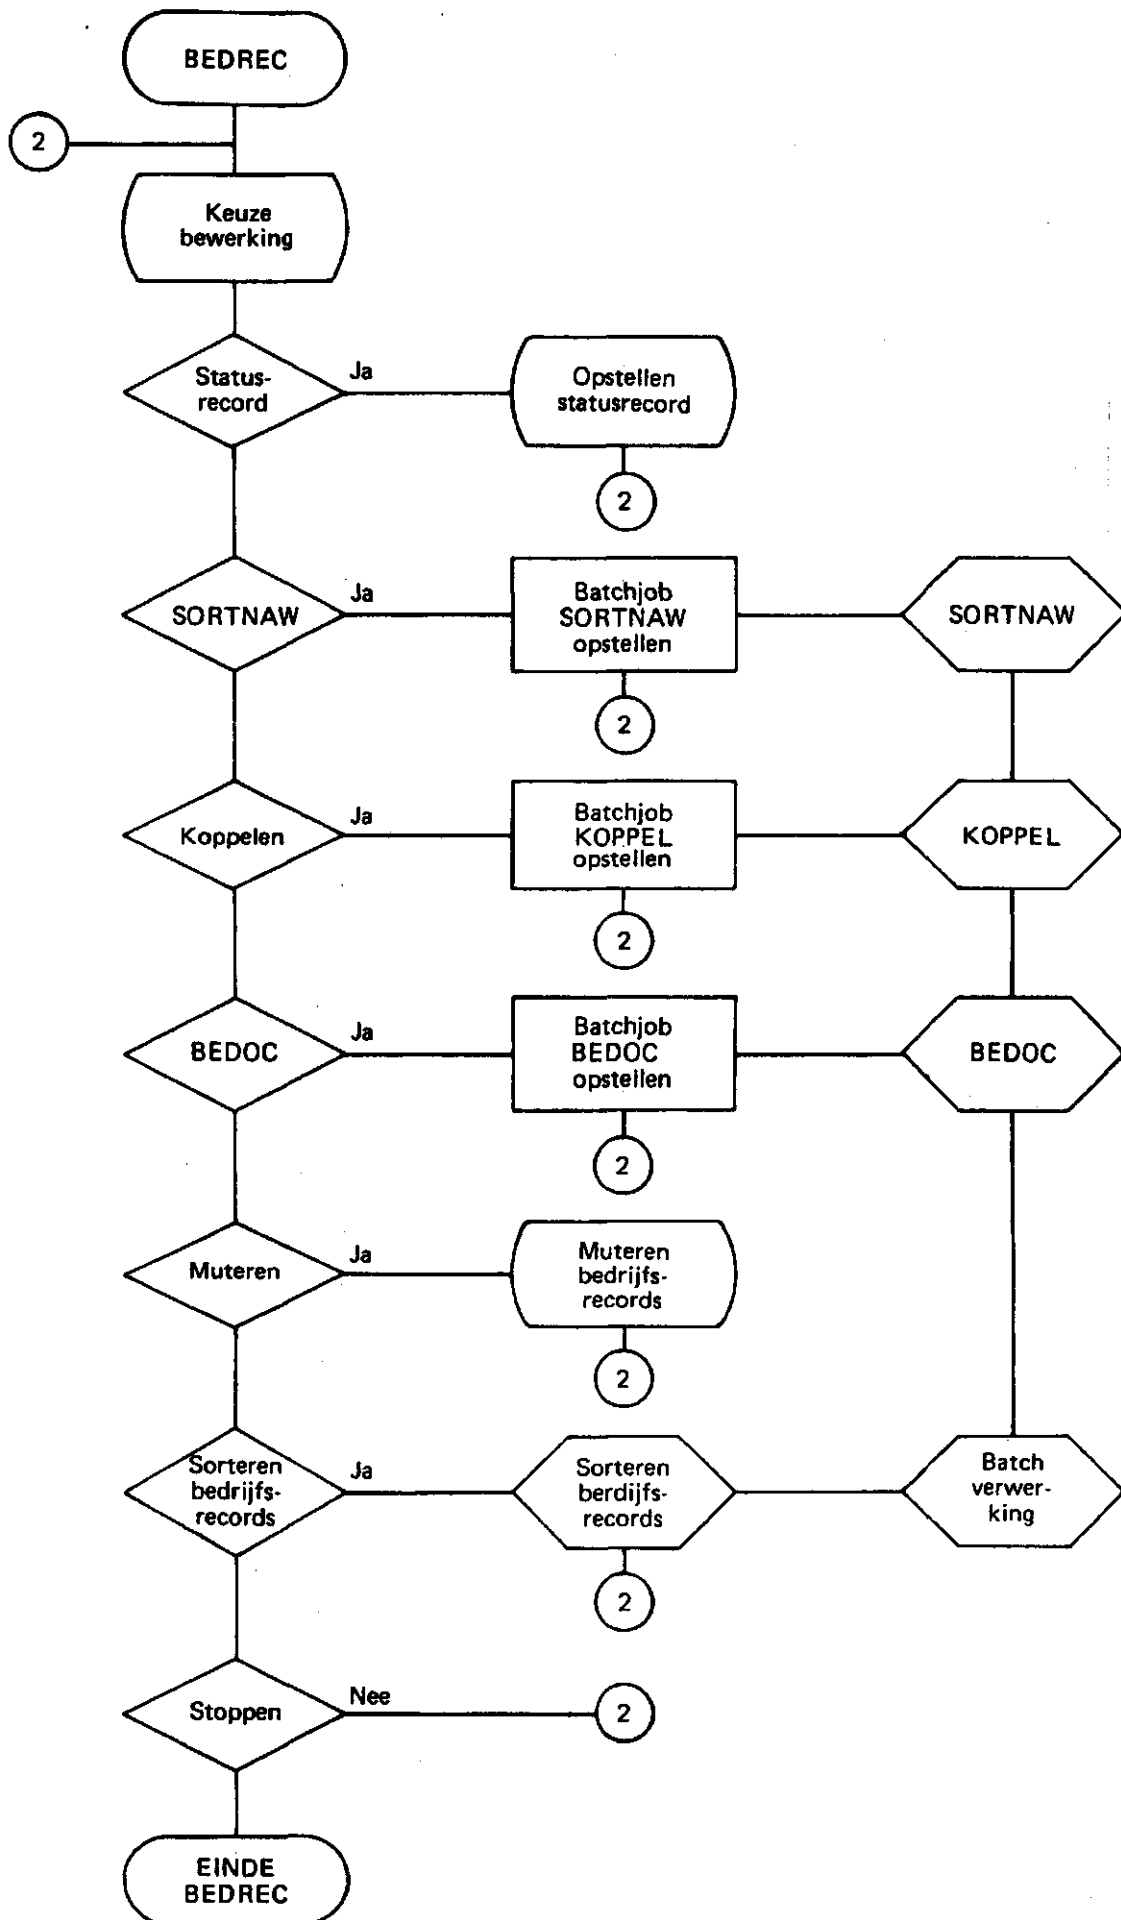 BEDREC
2
Keuze
bewerking
Status-
record
Ja
Opstellen
statusrecord
2
SORTNAW
Ja
Batchjob
SORTNAW
opstellen
SORTNAW
2
Koppelen
Ja
Batchjob
KOPPEL
opstellen
KOPPEL
2
BEDOC
Ja
Batchjob
BEDOC
opstellen
BEDOC
2
Muteren
Ja
Muteren
bedrijfs-
records
2
Sorteren
bedrijfs-
records
Ja
Sorteren
berdijfs-
records
Batch
verwer-
king
2
Stoppen
Nee
2
EINDE
BEDREC